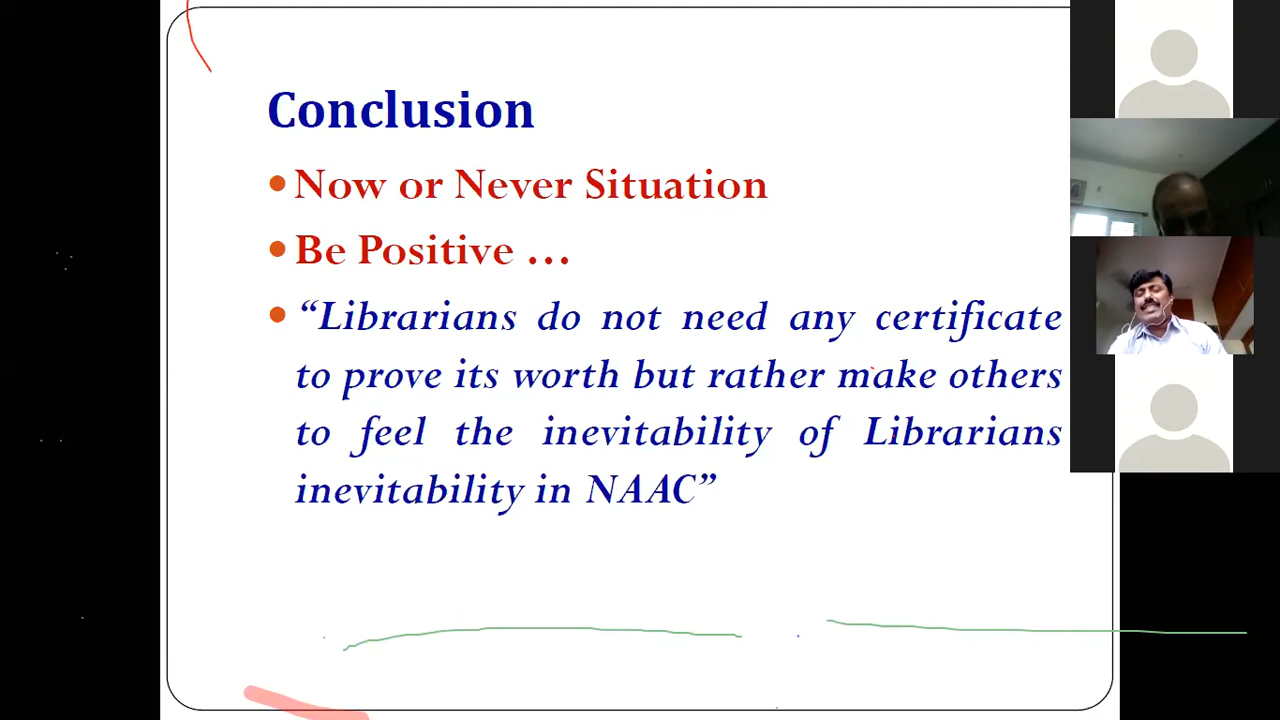 Conclusion
• Now or Never Situation
• Be Positive …
• “Librarians do not need any certificate
to prove its worth but rather make others
to feel the inevitability of Librarians
inevitability in NAAC”